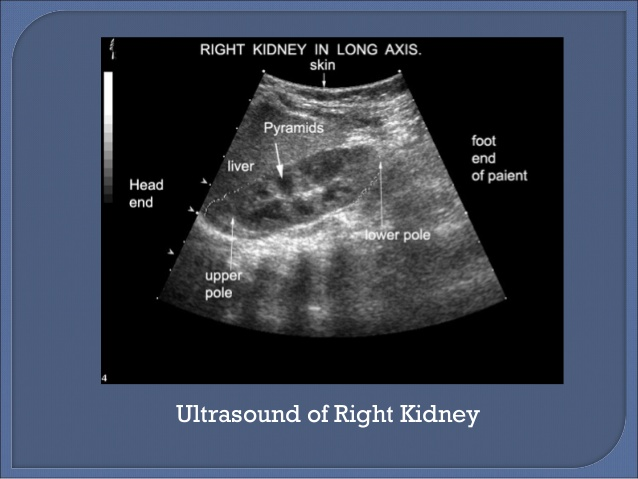 RIGHT KIDNEY IN LONG AXIS.
skin
Pyramids
liver
foot
end
of paient
Head
end
lower pole
upper
pole
4
Ultrasound of Right Kidney